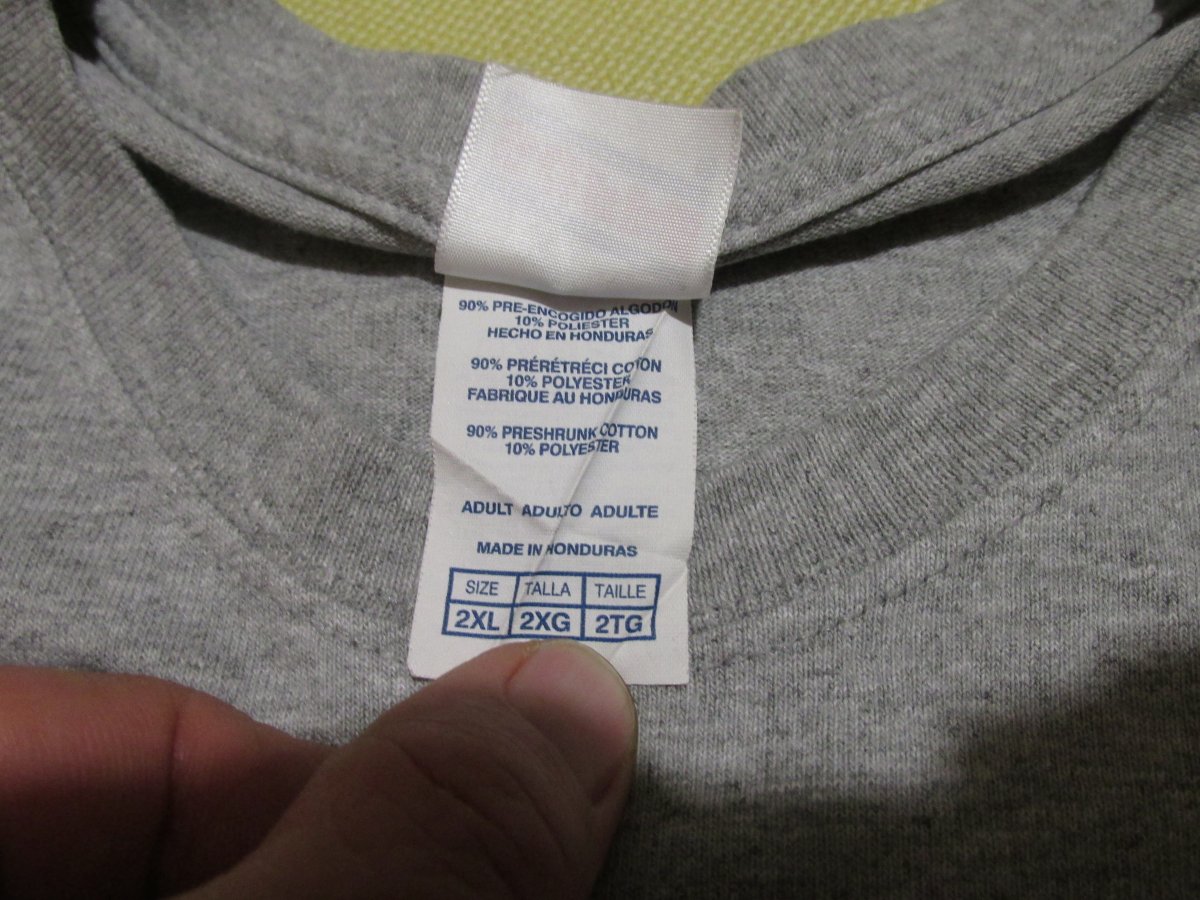 90% PRE-ENCOGIDO ALGODON
10% POLIESTER
HECHO EN HONDURAS
90% PRÉRÉTRÉCI COTON
10% POLYESTER
FABRIQUE AU HONDURAS
90% PRESHRUNK COTTON
10% POLYESTER
ADULT ADULTO ADULTE
MADE IN HONDURAS
SIZE TALLA TAILLE
2XL 2XG 2TG